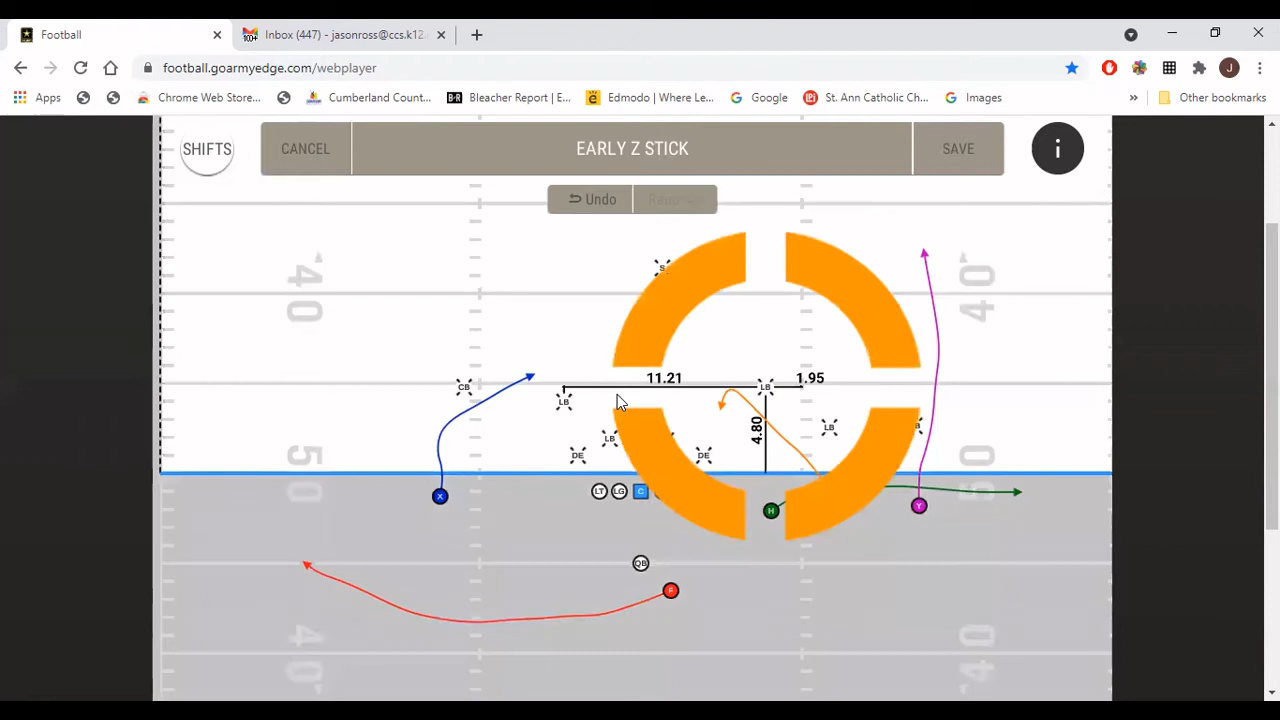 Football
100+
Inbox (447) - jasonross@ccs.k12.
football.goarmyedge.com/webplayer
J
Apps
Chrome Web Store...
Cumberland Count...
B·R
Bleacher Report | E...
Edmodo | Where Le...
Google
St. Ann Catholic Ch...
Images
»
Other bookmarks
SHIFTS
CANCEL
EARLY Z STICK
SAVE
i
Undo
S
40
40
11.21
LB
1.95
CB
LB
4.80
LB
LB
DE
DE
50
50
X
LT
LG
C
H
Y
QB
F
40
40